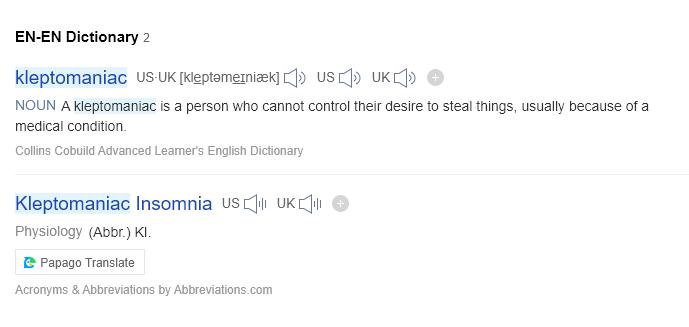 EN-EN Dictionary 2
kleptomaniac US·UK [kleptəmeɪniæk] US UK
NOUN A kleptomaniac is a person who cannot control their desire to steal things, usually because of a
medical condition.
Collins Cobuild Advanced Learner's English Dictionary
Kleptomaniac Insomnia US UK
Physiology (Abbr.) KI.
Papago Translate
Acronyms & Abbreviations by Abbreviations.com